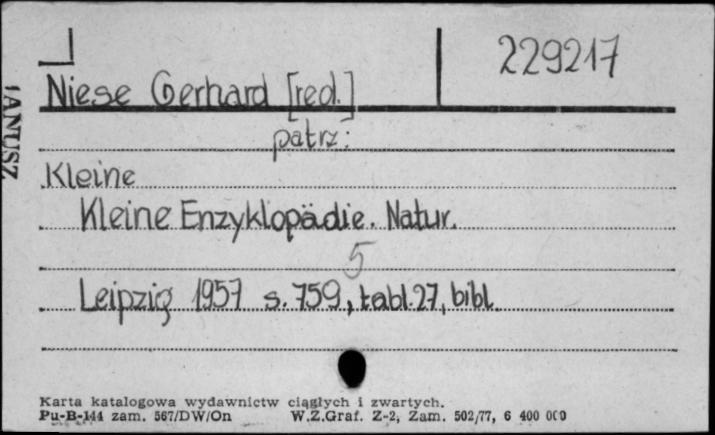 229217
Niese Gerhard [red.]
patrz:
Kleine
Kleine Enzyklopädie. Natur.
5
Leipzig 1957 s. 759, tabl. 27, bibl.
JANUSZ
Karta katalogowa wydawnictw ciągłych i zwartych.
Pu-B-144 zam. 567/DW/On W.Z.Graf. Z-2, Zam. 502/77, 6 400 000